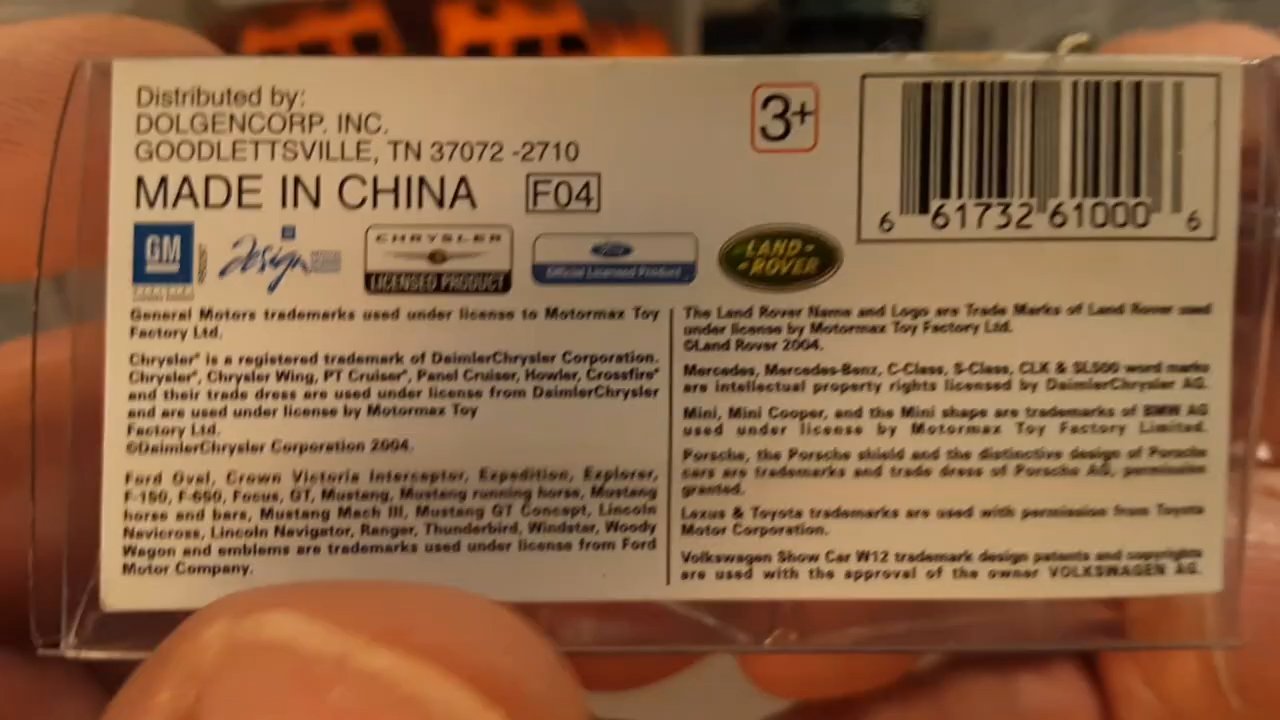 Distributed by:
DOLGENCORP. INC.
GOODLETTSVILLE, TN 37072 -2710
MADE IN CHINA F04
3+
6 61732 61000 6
GM
Design
CHRYSLER
LICENSED PRODUCT
Ford
Official Licensed Product
LAND-
-ROVER
General Motors trademarks used under license to Motormax Toy
Factory Ltd.
Chrysler® is a registered trademark of DaimlerChrysler Corporation.
Chrysler®, Chrysler Wing, PT Cruiser®, Panel Cruiser, Howler, Crossfire®
and their trade dress are used under license from DaimlerChrysler
and are used under license by Motormax Toy
Factory Ltd.
©DaimlerChrysler Corporation 2004.
Ford Oval, Crown Victoria Interceptor, Expedition, Explorer,
F-150, Focus, GT, Mustang, Mustang running horse, Mustang
horse and bars, Mustang Mach III, Mustang GT Concept, Lincoln
Navicross, Lincoln Navigator, Ranger, Thunderbird, Windstar, Woody
Wagon and emblems are trademarks used under license from Ford
Motor Company.
The Land Rover Name and Logo are Trade Marks of Land Rover used
under license by Motormax Toy Factory Ltd.
©Land Rover 2004.
Mercedes, Mercedes-Benz, C-Class, S-Class, CLK & SL500 word marks
are intellectual property rights licensed by DaimlerChrysler AG.
Mini, Mini Cooper, and the Mini shape are trademarks of BMW AG
used under license by Motormax Toy Factory Limited.
Porsche, the Porsche shield and the distinctive design of Porsche
cars are trademarks and trade dress of Porsche AG, permission
granted.
Lexus & Toyota trademarks are used with permission from Toyota
Motor Corporation.
Volkswagen Show Car W12 trademark design patents and copyrights
are used with the approval of the owner VOLKSWAGEN AG.